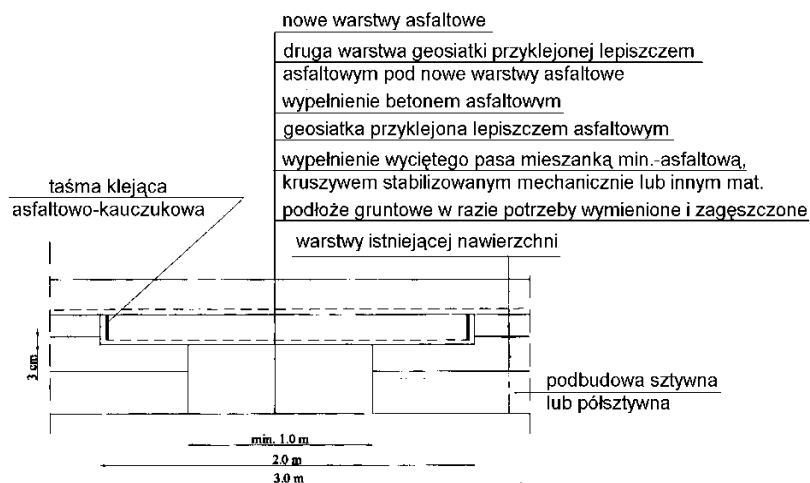 nowe warstwy asfaltowe
druga warstwa geosiatki przyklejonej lepiszczem
asfaltowym pod nowe warstwy asfaltowe
wypełnienie betonem asfaltowym
geosiatka przyklejona lepiszczem asfaltowym
wypełnienie wyciętego pasa mieszanką min.-asfaltową,
kruszywem stabilizowanym mechanicznie lub innym mat.
podłoże gruntowe w razie potrzeby wymienione i zagęszczone
warstwy istniejącej nawierzchni
taśma klejąca
asfaltowo-kauczukowa
3 cm
podbudowa sztywna
lub półsztywna
min. 1.0 m
2.0 m
3.0 m